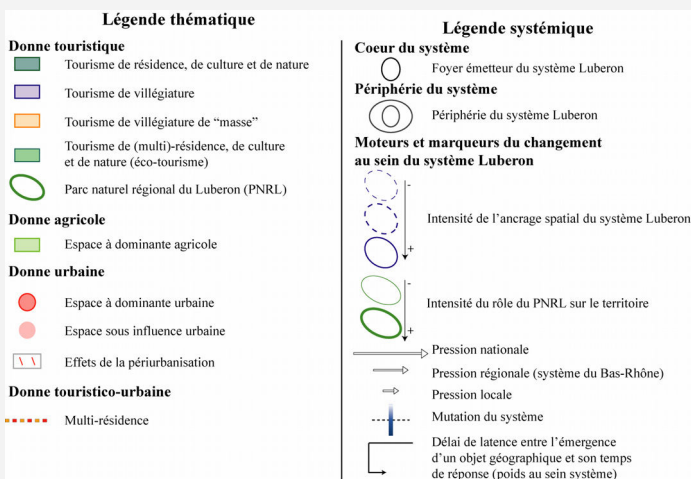 Légende thématique
Donne touristique
Tourisme de résidence, de culture et de nature
Tourisme de villégiature
Tourisme de villégiature de “masse”
Tourisme de (multi)-résidence, de culture
et de nature (éco-tourisme)
Parc naturel régional du Luberon (PNRL)
Donne agricole
Espace à dominante agricole
Donne urbaine
Espace à dominante urbaine
Espace sous influence urbaine
Effets de la périurbanisation
Donne touristico-urbaine
Multi-résidence
Légende systémique
Coeur du système
Foyer émetteur du système Luberon
Périphérie du système
Périphérie du système Luberon
Moteurs et marqueurs du changement
au sein du système Luberon
-
Intensité de l’ancrage spatial du système Luberon
+
-
Intensité du rôle du PNRL sur le territoire
+
Pression nationale
Pression régionale (système du Bas-Rhône)
Pression locale
Mutation du système
Délai de latence entre l’émergence
d’un objet géographique et son temps
de réponse (poids au sein système)